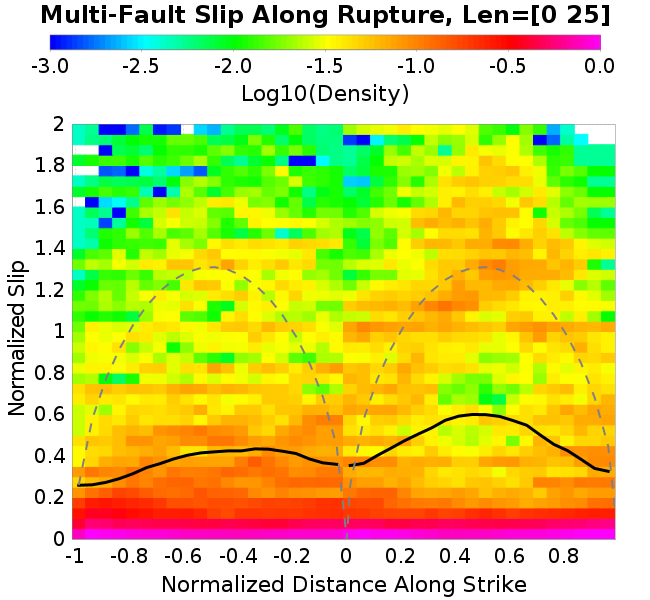 Multi-Fault Slip Along Rupture, Len=[0 25]
-3.0 -2.5 -2.0 -1.5 -1.0 -0.5 0.0
Log10(Density)
2
1.8
1.6
1.4
1.2
1
0.8
0.6
0.4
0.2
0
Normalized Slip
-1 -0.8 -0.6 -0.4 -0.2 0 0.2 0.4 0.6 0.8
Normalized Distance Along Strike